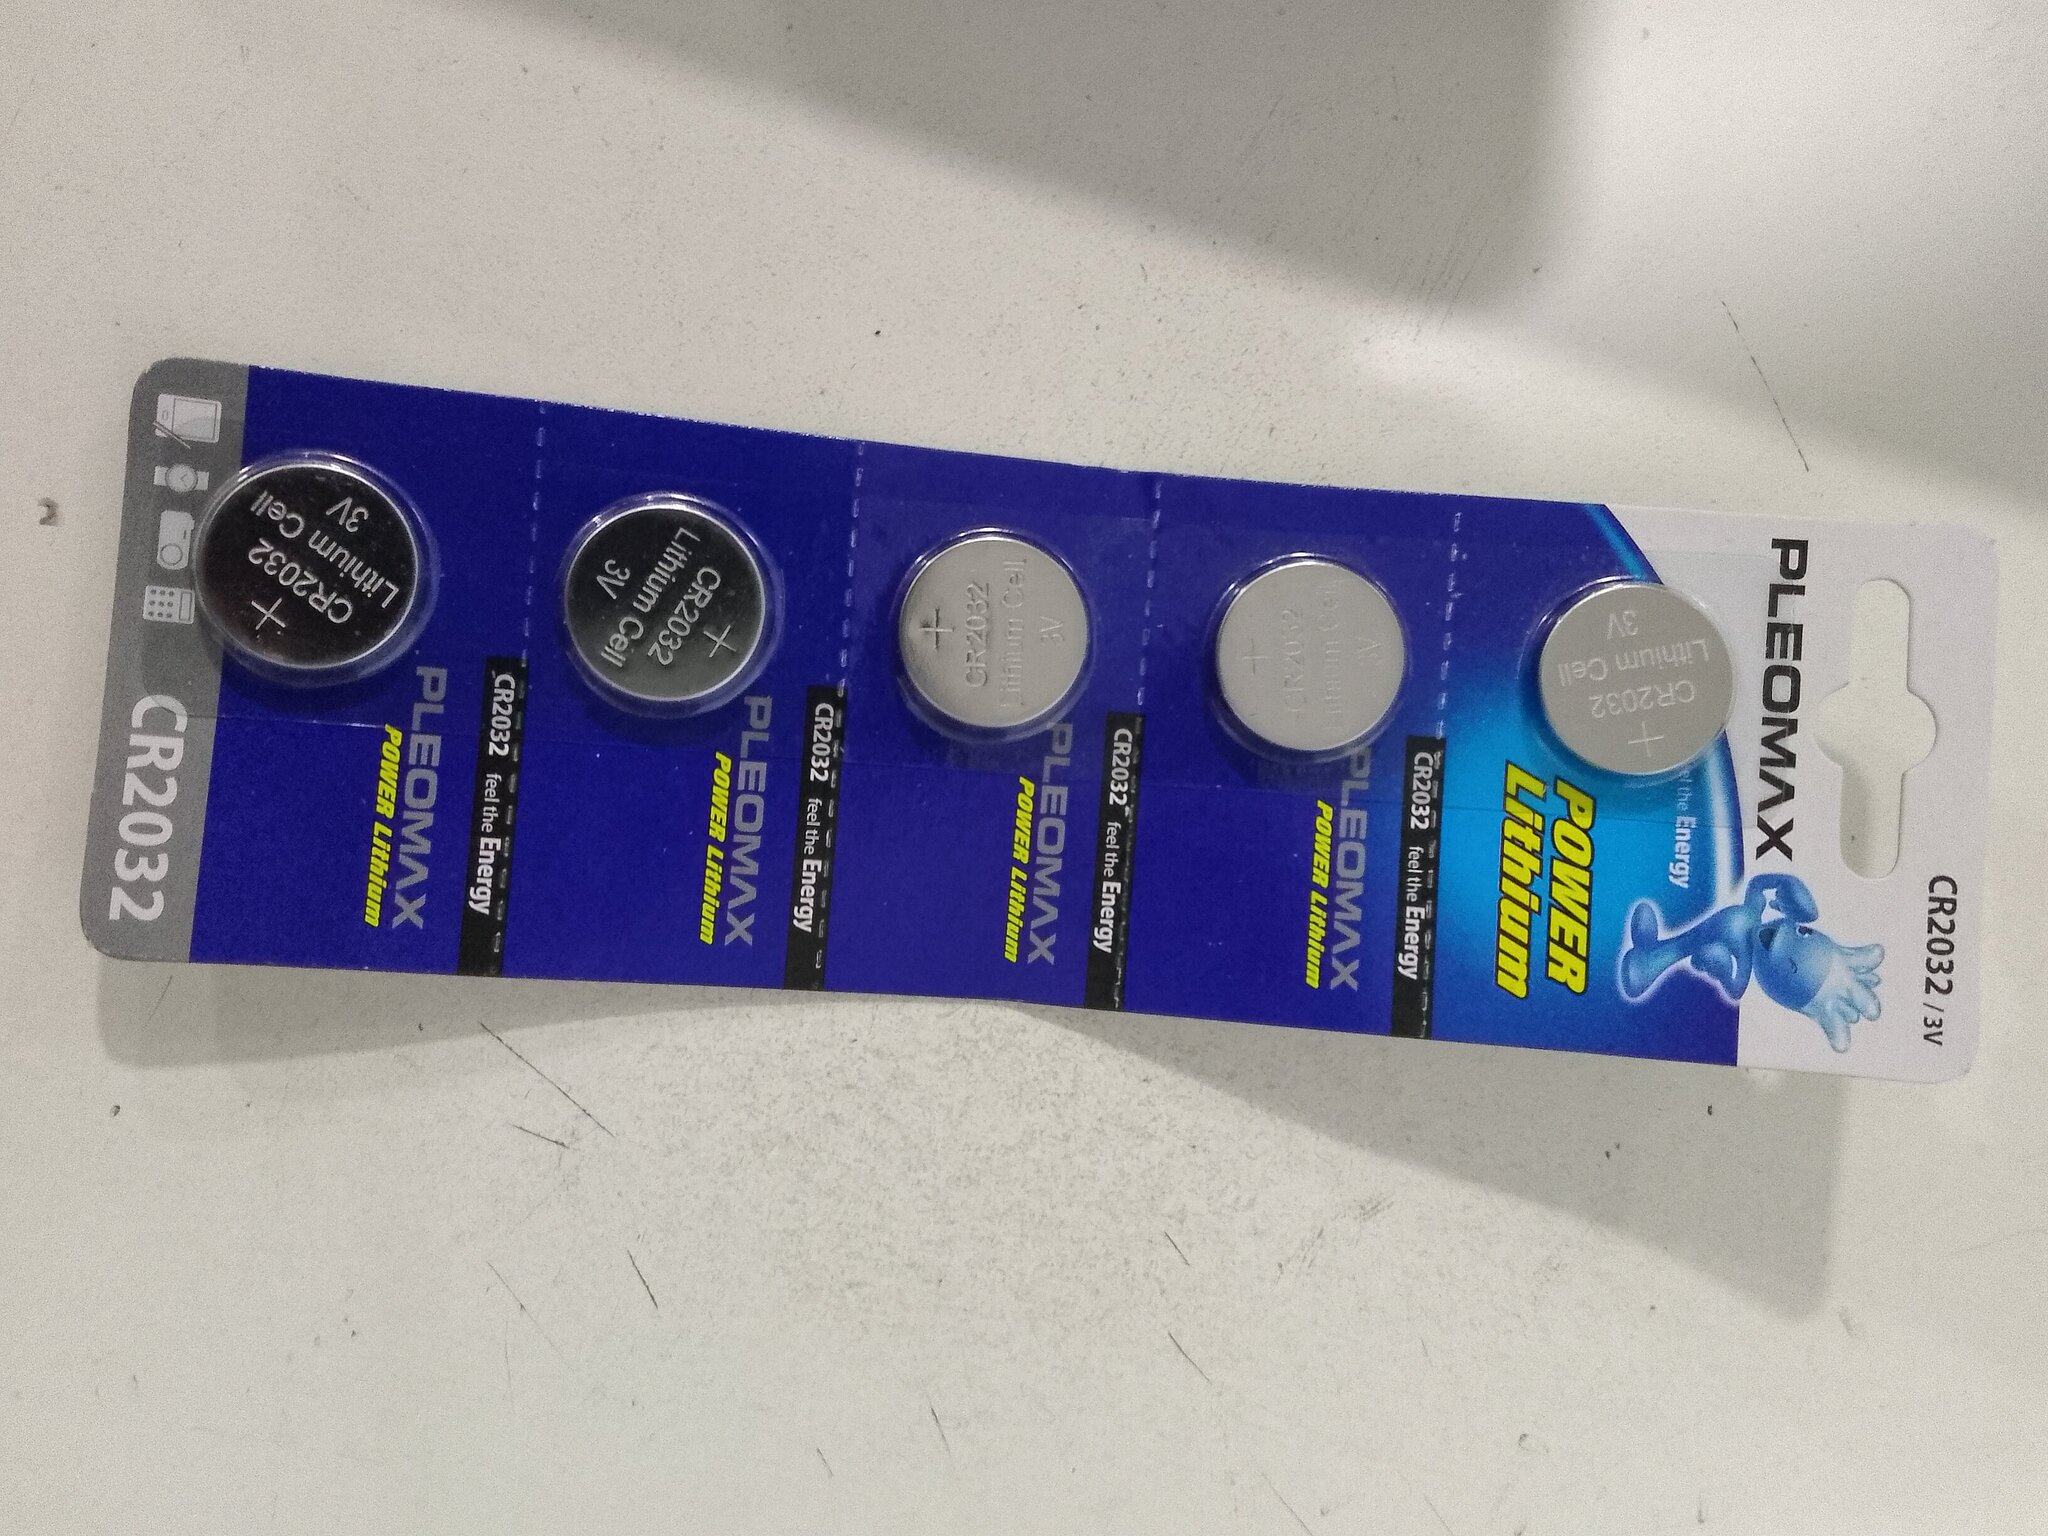 CR2032 / 3V
PLEOMAX
the Energy
POWER
Lithium
CR2032
Lithium Cell
3V
CR2032 feel the Energy
PLEOMAX
POWER Lithium
CR2032
3V
CR2032 feel the Energy
PLEOMAX
POWER Lithium
CR2032
Lithium Cell
3V
CR2032 feel the Energy
PLEOMAX
POWER Lithium
CR2032
Lithium Cell
3V
CR2032 feel the Energy
PLEOMAX
POWER Lithium
CR2032
Lithium Cell
3V
CR2032